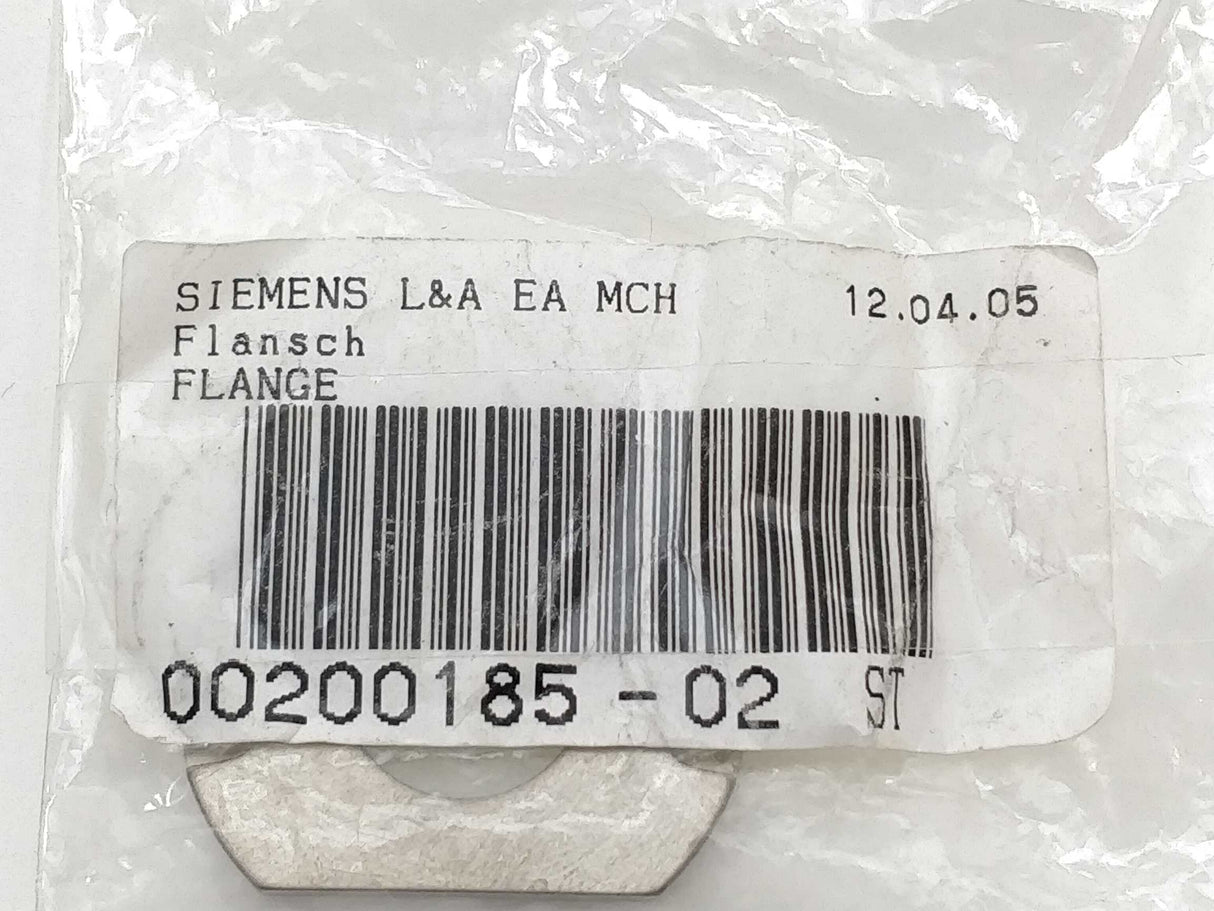 SIEMENS L&A EA MCH 12.04.05
Flansch
FLANGE
00200185-02 ST